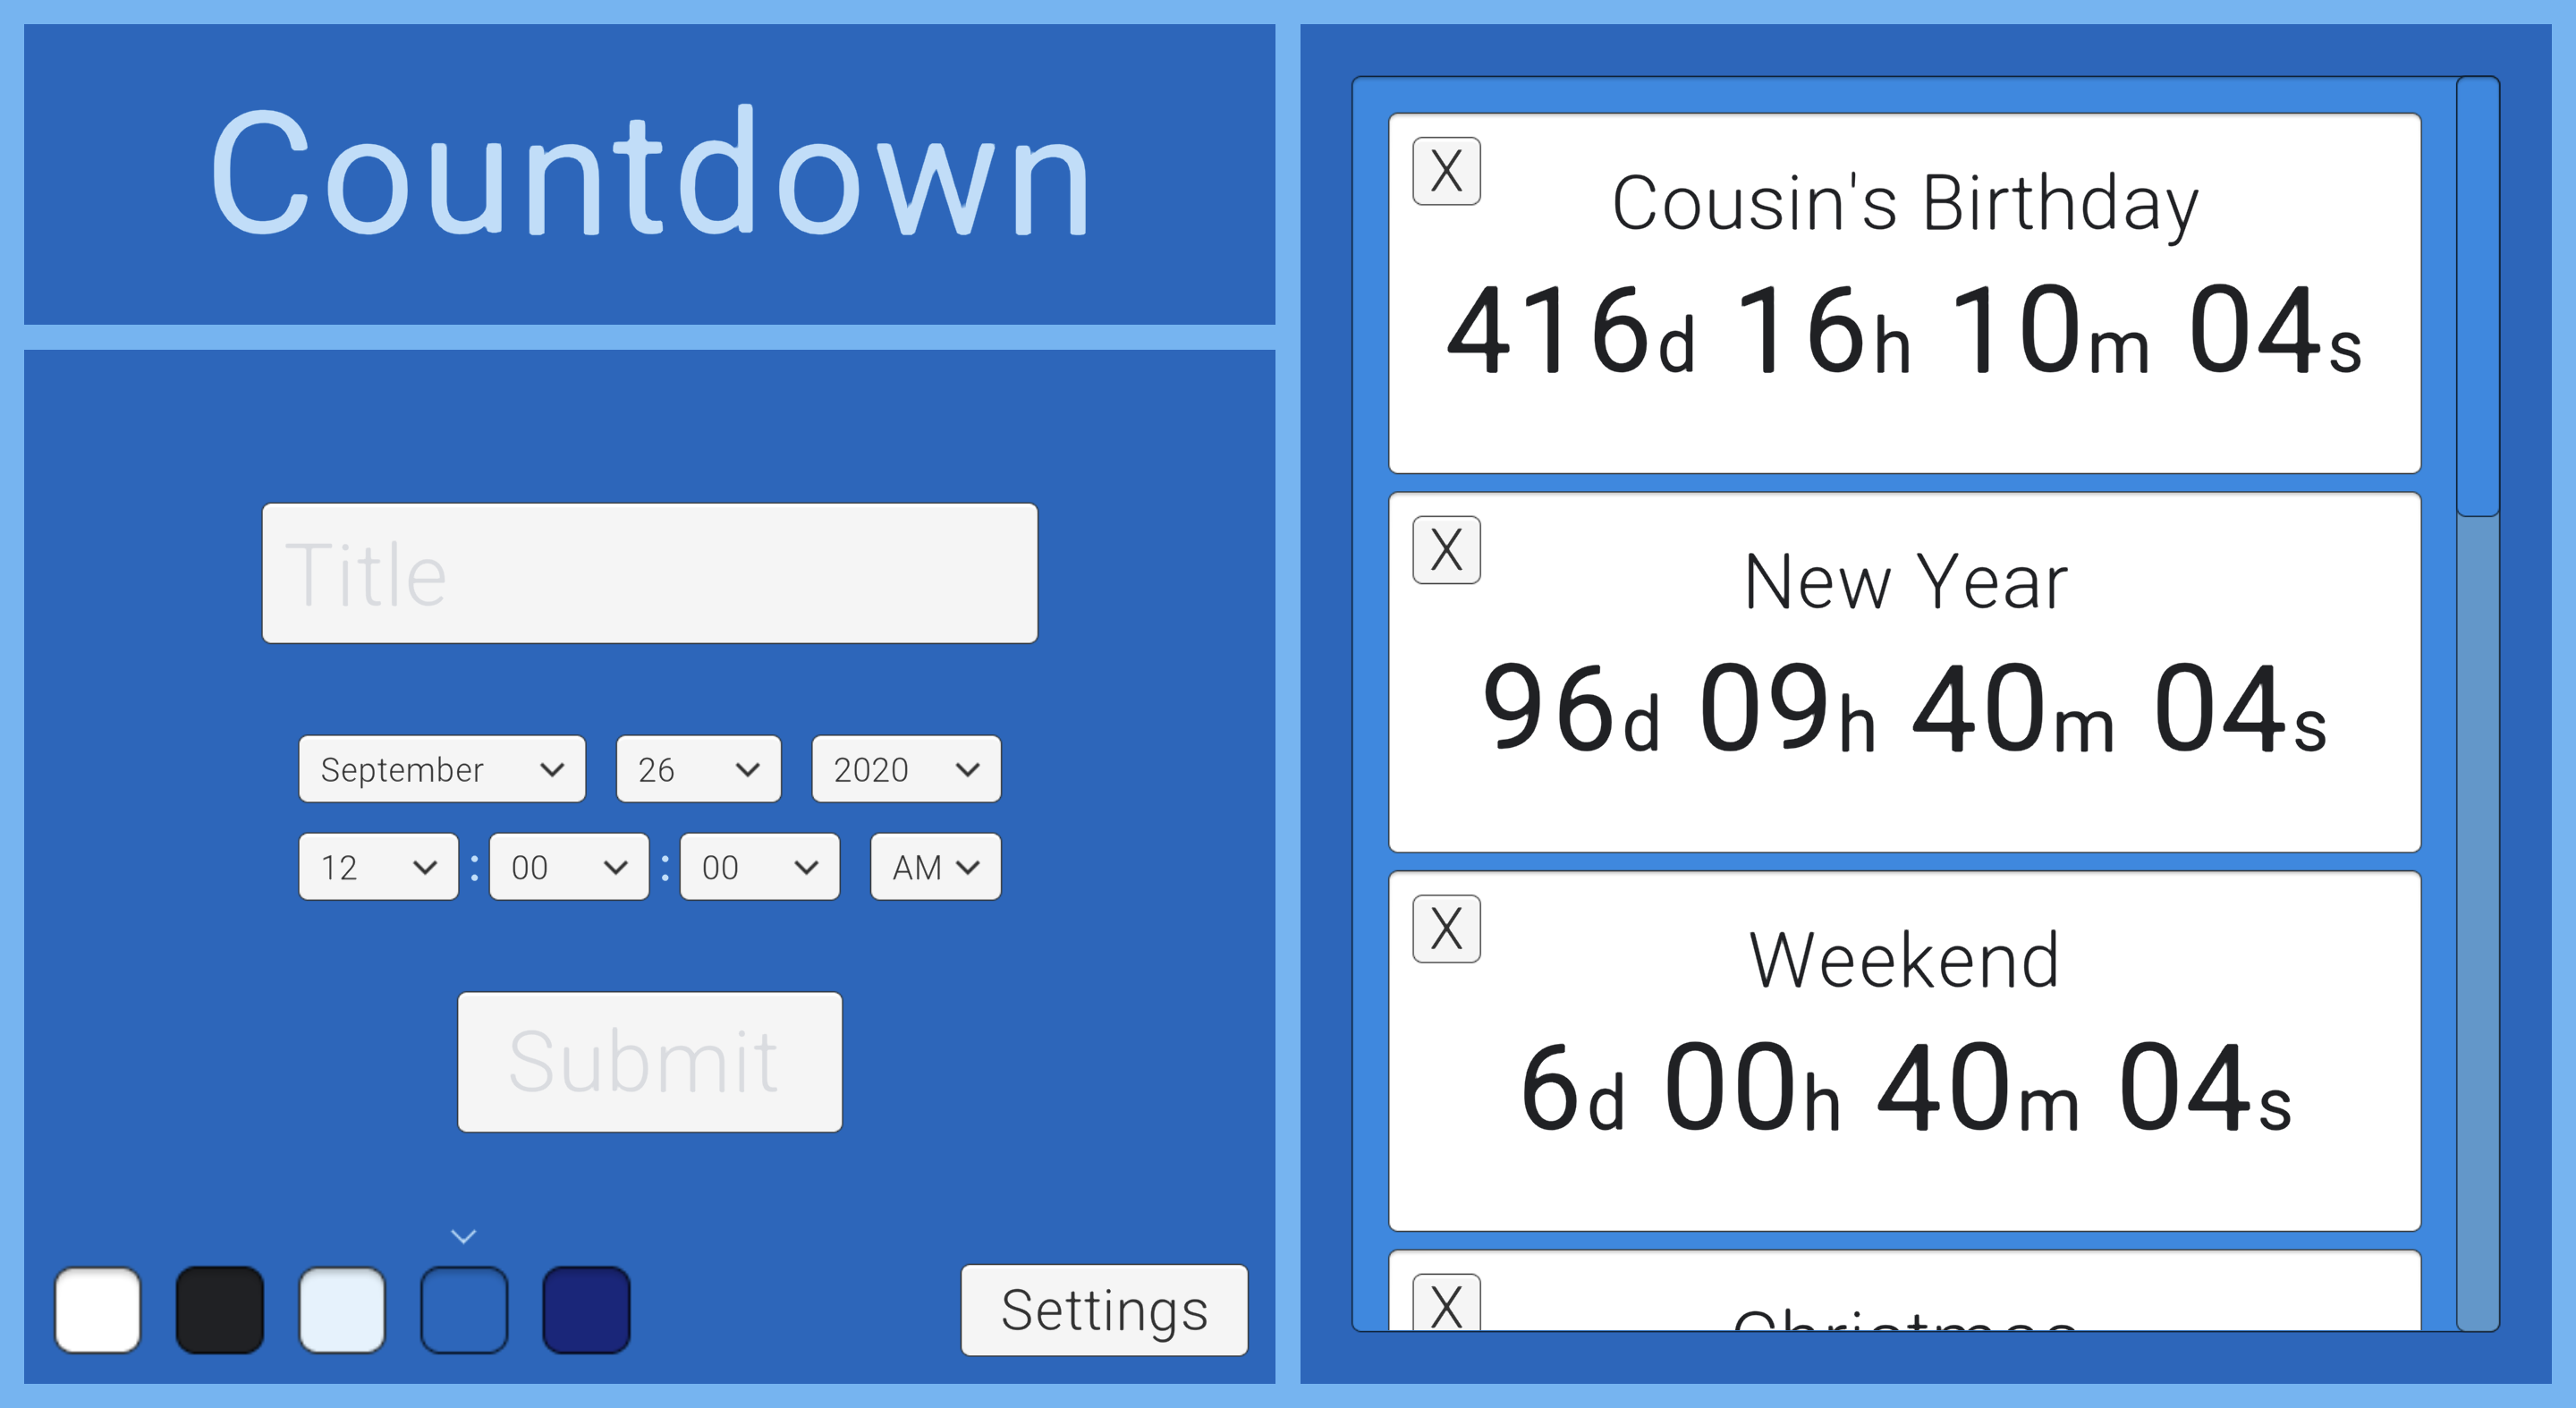 Countdown
Title
September 26 2020
12 : 00 : 00 AM
Submit
Settings
X
Cousin's Birthday
416d 16h 10m 04s
X
New Year
96d 09h 40m 04s
X
Weekend
6d 00h 40m 04s
X
Christmas